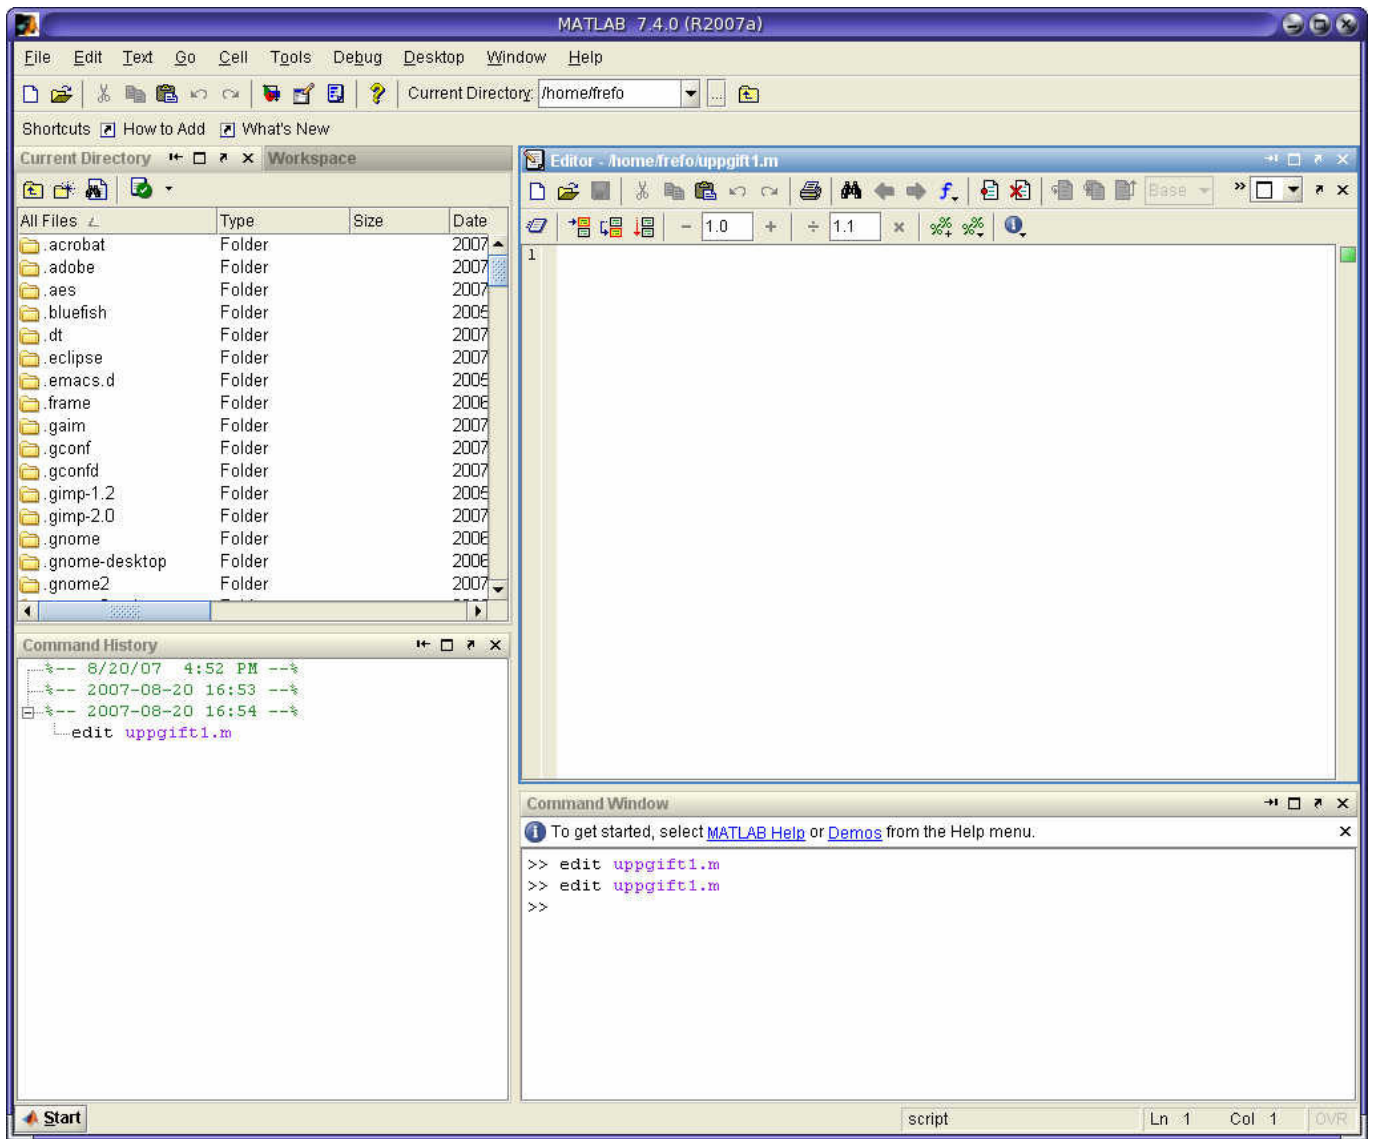 MATLAB 7.4.0 (R2007a)
File Edit Text Go Cell Tools Debug Desktop Window Help
Current Directory: /home/frefo
Shortcuts How to Add What's New
Current Directory Workspace
All Files Type Size Date
.acrobat Folder 2007
.adobe Folder 2007
.aes Folder 2007
.bluefish Folder 2005
.dt Folder 2007
.eclipse Folder 2007
.emacs.d Folder 2005
.frame Folder 2006
.gaim Folder 2007
.gconf Folder 2007
.gconfd Folder 2007
.gimp-1.2 Folder 2005
.gimp-2.0 Folder 2007
.gnome Folder 2006
.gnome-desktop Folder 2006
.gnome2 Folder 2007
Command History
%-- 8/20/07 4:52 PM --%
%-- 2007-08-20 16:53 --%
%-- 2007-08-20 16:54 --%
edit uppgift1.m
Editor - /home/frefo/uppgift1.m
Base
1.0 + ÷ 1.1 ×
1
Command Window
To get started, select MATLAB Help or Demos from the Help menu.
>> edit uppgift1.m
>> edit uppgift1.m
>>
Start
script Ln 1 Col 1 OVR